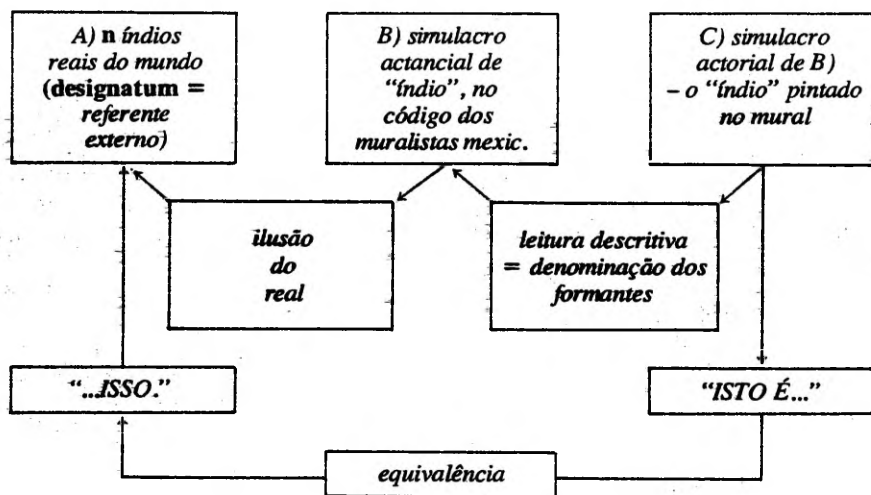 A) n índios
reais do mundo
(designatum =
referente
externo)
B) simulacro
actancial de
“índio”, no
código dos
muralistas mexic.
C) simulacro
actorial de B)
– o “índio” pintado
no mural
ilusão
do
real
leitura descritiva
= denominação dos
formantes
“...ISSO.”
“ISTO É...”
equivalência